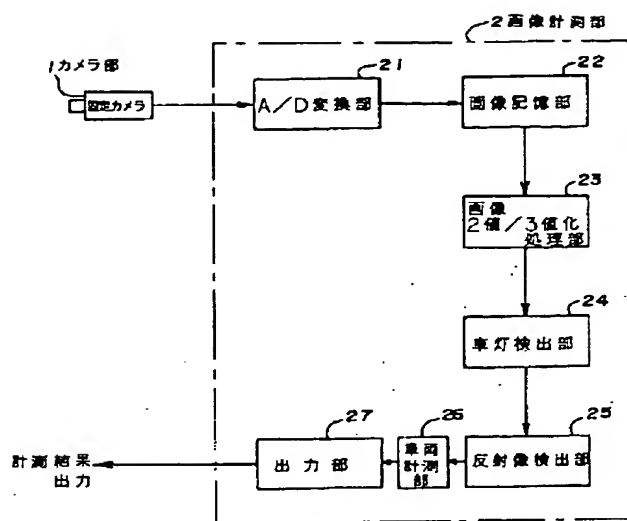 2画像計測部
1カメラ部
固定カメラ
21
A/D変換部
22
画像記憶部
23
画像
2値/3値化
処理部
24
車灯検出部
25
反射像検出部
26
車両
計測
部
27
出力部
計測結果
出力